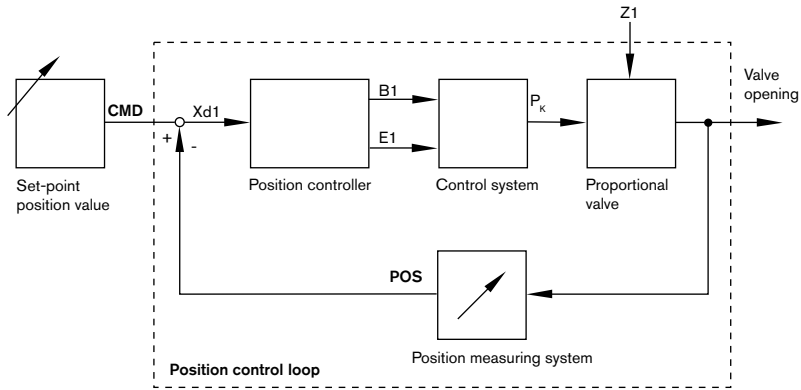 Z1
Valve
opening
CMD
Xd1
B1
E1
P_K
+
-
Set-point
position value
Position controller
Control system
Proportional
valve
POS
Position measuring system
Position control loop